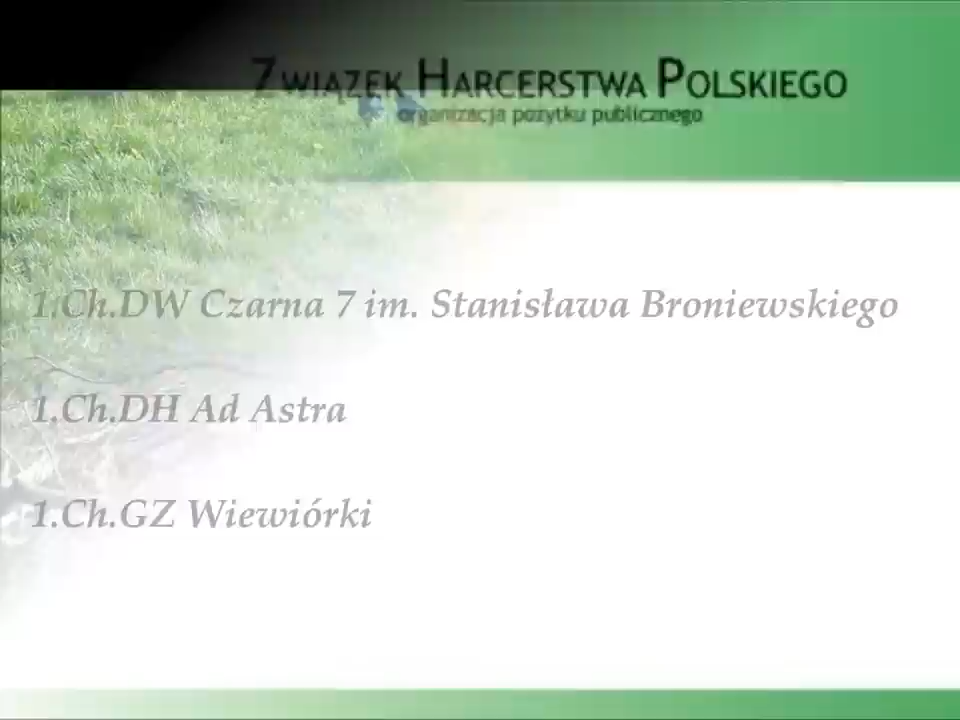 ZWIĄZEK HARCERSTWA POLSKIEGO
organizacja pożytku publicznego
1.Ch.DW Czarna 7 im. Stanisława Broniewskiego
1.Ch.DH Ad Astra
1.Ch.GZ Wiewiórki